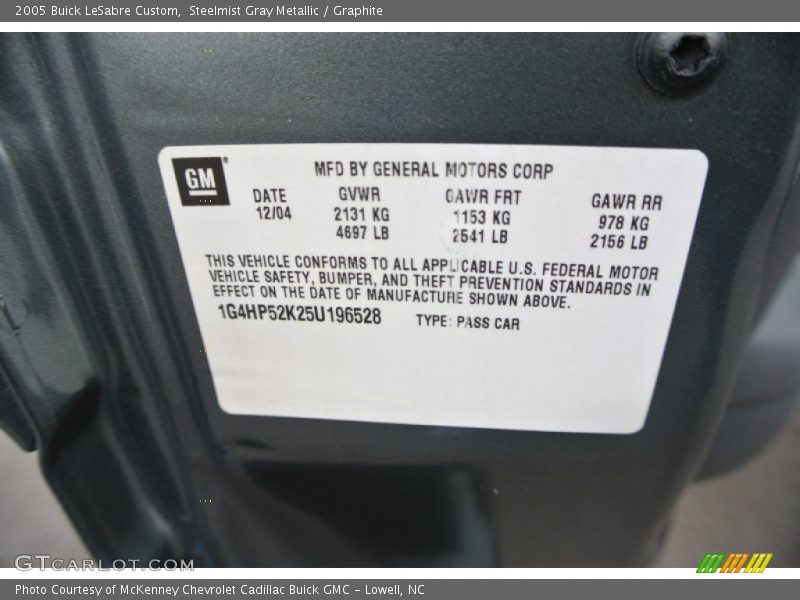 2005 Buick LeSabre Custom, Steelmist Gray Metallic / Graphite
GM
MFD BY GENERAL MOTORS CORP
DATE GVWR GAWR FRT GAWR RR
12/04 2131 KG 1153 KG 978 KG
4697 LB 2541 LB 2156 LB
THIS VEHICLE CONFORMS TO ALL APPLICABLE U.S. FEDERAL MOTOR
VEHICLE SAFETY, BUMPER, AND THEFT PREVENTION STANDARDS IN
EFFECT ON THE DATE OF MANUFACTURE SHOWN ABOVE.
1G4HP52K25U196528 TYPE: PASS CAR
GTCARLOT.COM
Photo Courtesy of McKenney Chevrolet Cadillac Buick GMC - Lowell, NC